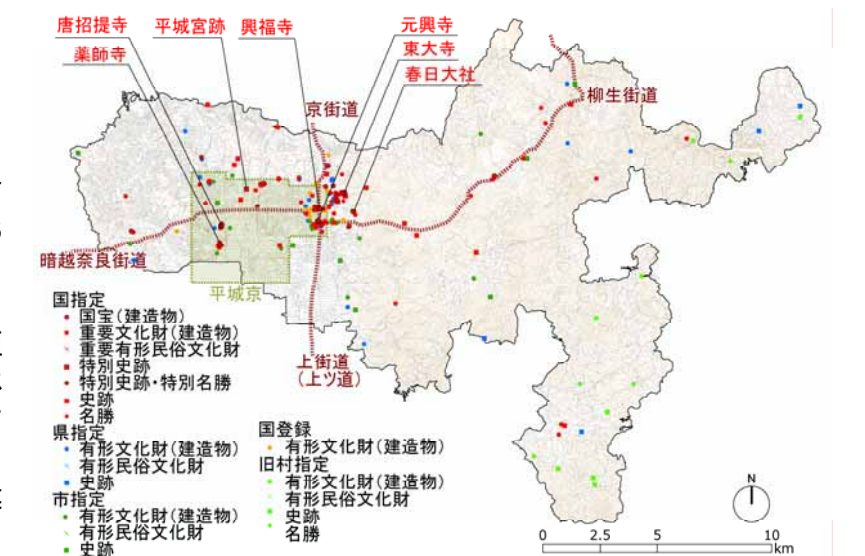 唐招提寺
平城宮跡
興福寺
元興寺
薬師寺
東大寺
春日大社
京街道
柳生街道
暗越奈良街道
平城京
上街道
(上ツ道)
国指定
国宝(建造物)
重要文化財(建造物)
重要有形民俗文化財
特別史跡
特別史跡・特別名勝
史跡
名勝
県指定
有形文化財(建造物)
有形民俗文化財
史跡
市指定
有形文化財(建造物)
有形民俗文化財
史跡
国登録
有形文化財(建造物)
旧村指定
有形文化財(建造物)
有形民俗文化財
史跡
名勝
N
0 2.5 5 10
km